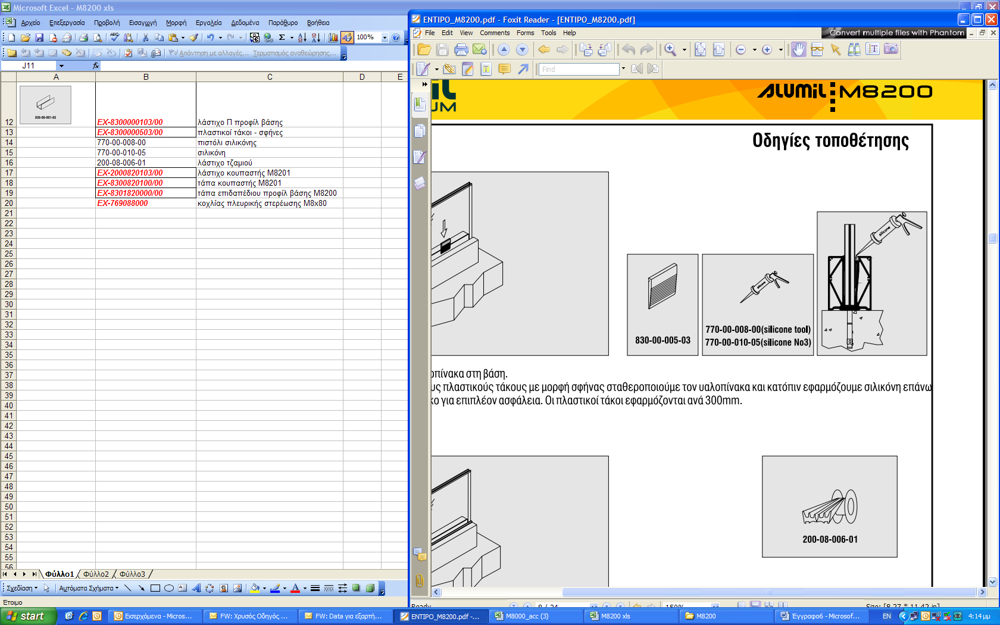 Microsoft Excel - M8200 xls
Αρχείο Επεξεργασία Προβολή Εισαγωγή Μορφή Εργαλεία Δεδομένα Παράθυρο Βοήθεια
100%
Απάντηση με αλλαγές... Τερματισμός αναθεώρησης...
J11 fx
A B C D E
830-00-001-03
12 EX-8300000103/00 λάστιχο Π προφίλ βάσης
13 EX-8300000503/00 πλαστικοί τάκοι - σφήνες
14 770-00-008-00 πιστόλι σιλικόνης
15 770-00-010-05 σιλικόνη
16 200-08-006-01 λάστιχο τζαμιού
17 EX-2000820103/00 λάστιχο κουπαστής M8201
18 EX-8300820100/00 τάπα κουπαστής M8201
19 EX-8301820000/00 τάπα επιδαπέδιου προφίλ βάσης M8200
20 EX-769088000 κοχλίας πλευρικής στερέωσης M8x80
21
22
23
24
25
26
27
28
29
30
31
32
33
34
35
36
37
38
39
40
41
42
43
44
45
46
47
48
49
50
51
52
53
54
55
56
Φύλλο1 Φύλλο2 Φύλλο3
Σχεδίαση Αυτόματα Σχήματα
Έτοιμο
ENTIPO_M8200.pdf - Foxit Reader - [ENTIPO_M8200.pdf]
File Edit View Comments Forms Tools Help
Convert multiple files with Phantom
Find
IL
UM
ALUMIL M8200
Οδηγίες τοποθέτησης
silicone
silicone
830-00-005-03
770-00-008-00(silicone tool)
770-00-010-05(silicone No3)
οπίνακα στη βάση.
υς πλαστικούς τάκους με μορφή σφήνας σταθεροποιούμε τον υαλοπίνακα και κατόπιν εφαρμόζουμε σιλικόνη επάνω
κο για επιπλέον ασφάλεια. Οι πλαστικοί τάκοι εφαρμόζονται ανά 300mm.
200-08-006-01
Ready 8 / 24 150% Size: [8.27 * 11.42 in]
start Εισερχόμενα - Micros... FW: Χρυσός Οδηγός ... FW: Data για εξαρτή... ENTIPO_M8200.pdf -... M8000_acc (3) M8200 xls M8200 Έγγραφο6 - Microsof... EN 4:14 μμ